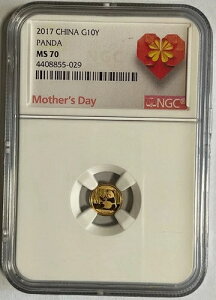 2017 CHINA G10Y
PANDA
MS 70
4408855-029
Mother's Day
NGC